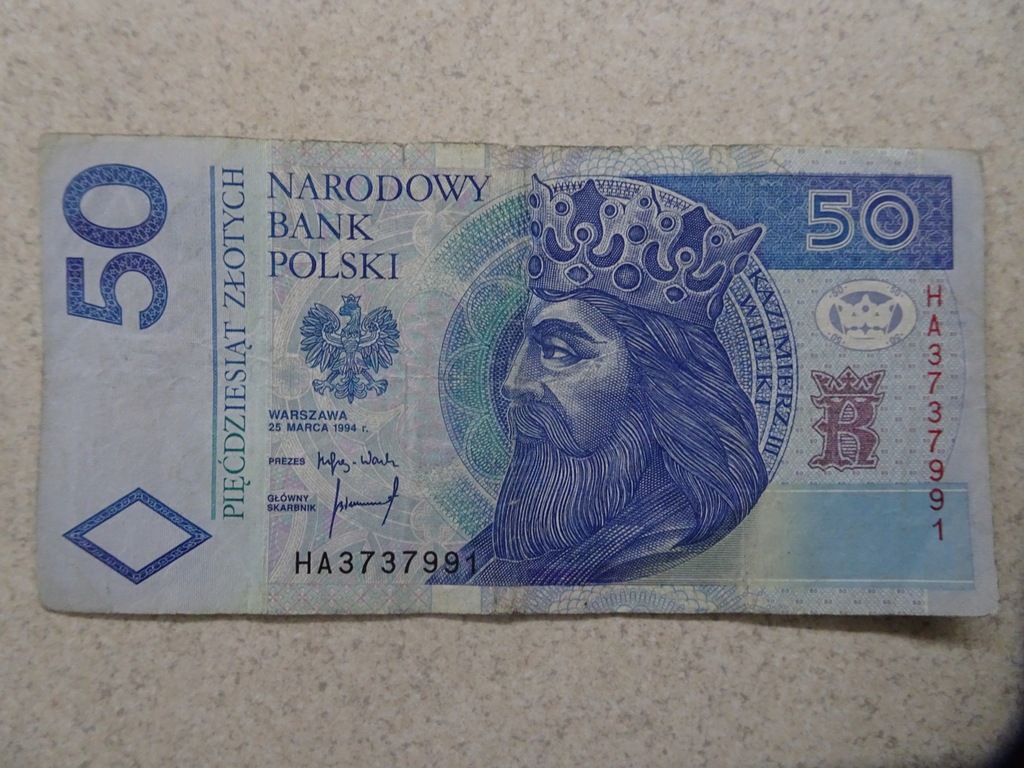 50
PIĘĆDZIESIĄT ZŁOTYCH
NARODOWY
BANK
POLSKI
WARSZAWA
25 MARCA 1994 r.
PREZES
GŁÓWNY
SKARBNIK
HA3737991
KAZIMIERZ III
WIELKI
50
HA3737991